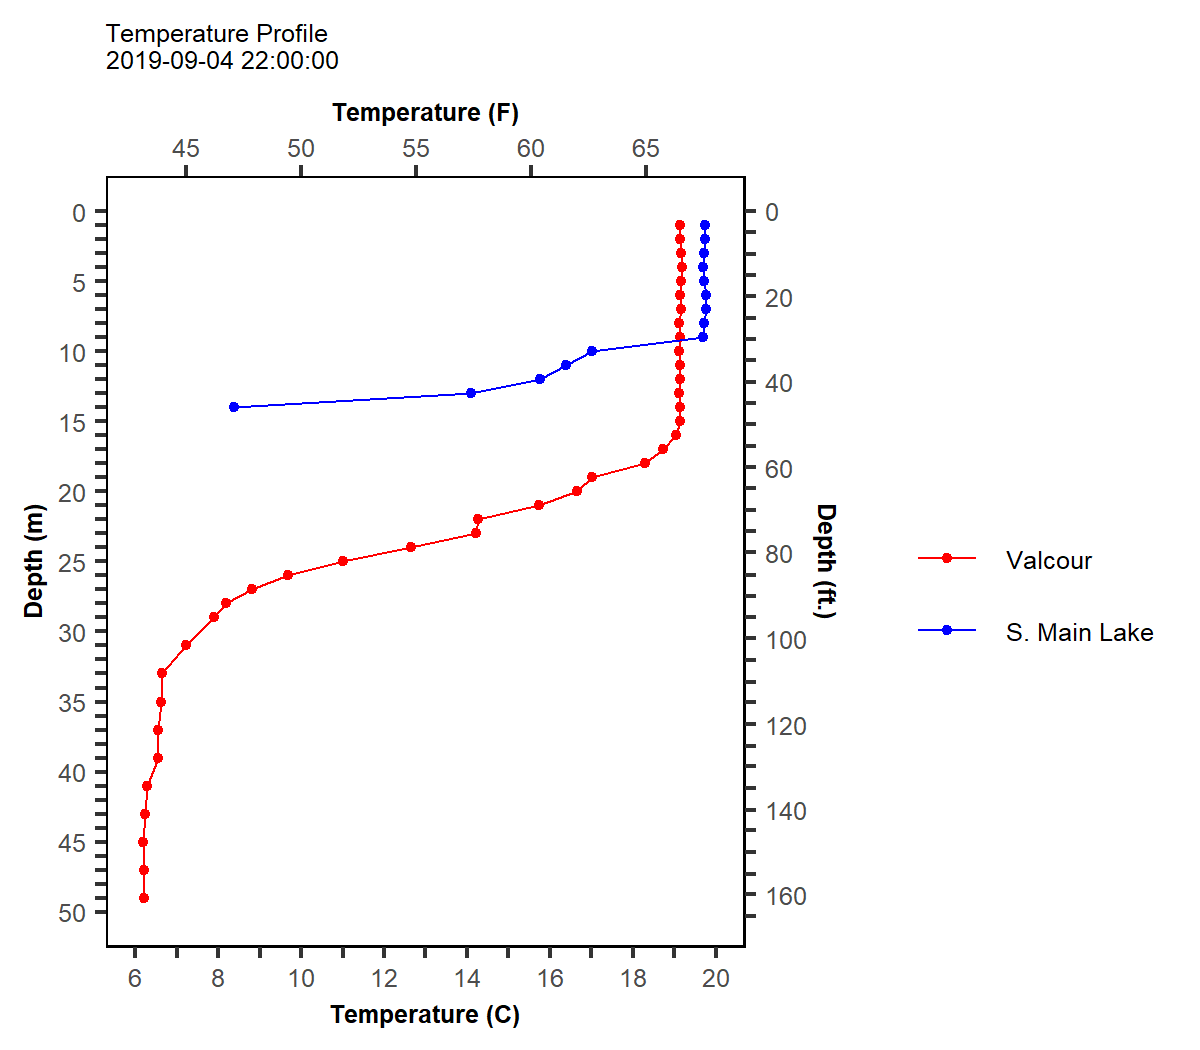 Temperature Profile
2019-09-04 22:00:00
Temperature (F)
45 50 55 60 65
0 5 10 15 20 25 30 35 40 45 50
Depth (m)
0 20 40 60 80 100 120 140 160
Depth (ft.)
Valcour
S. Main Lake
6 8 10 12 14 16 18 20
Temperature (C)